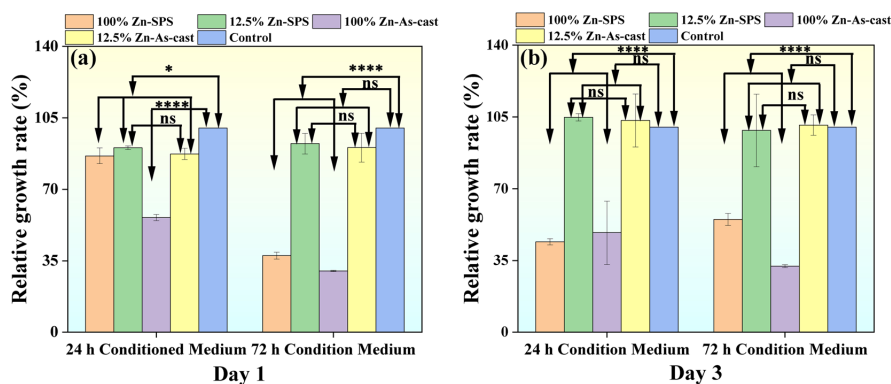 100% Zn-SPS 12.5% Zn-SPS 100% Zn-As-cast
12.5% Zn-As-cast Control
(a)
Relative growth rate (%)
140
105
70
35
0
*
****
ns
****
ns
ns
24 h Conditioned Medium 72 h Condition Medium
Day 1
100% Zn-SPS 12.5% Zn-SPS 100% Zn-As-cast
12.5% Zn-As-cast Control
(b)
Relative growth rate (%)
140
105
70
35
0
****
ns
ns
****
ns
ns
24 h Condition Medium 72 h Condition Medium
Day 3